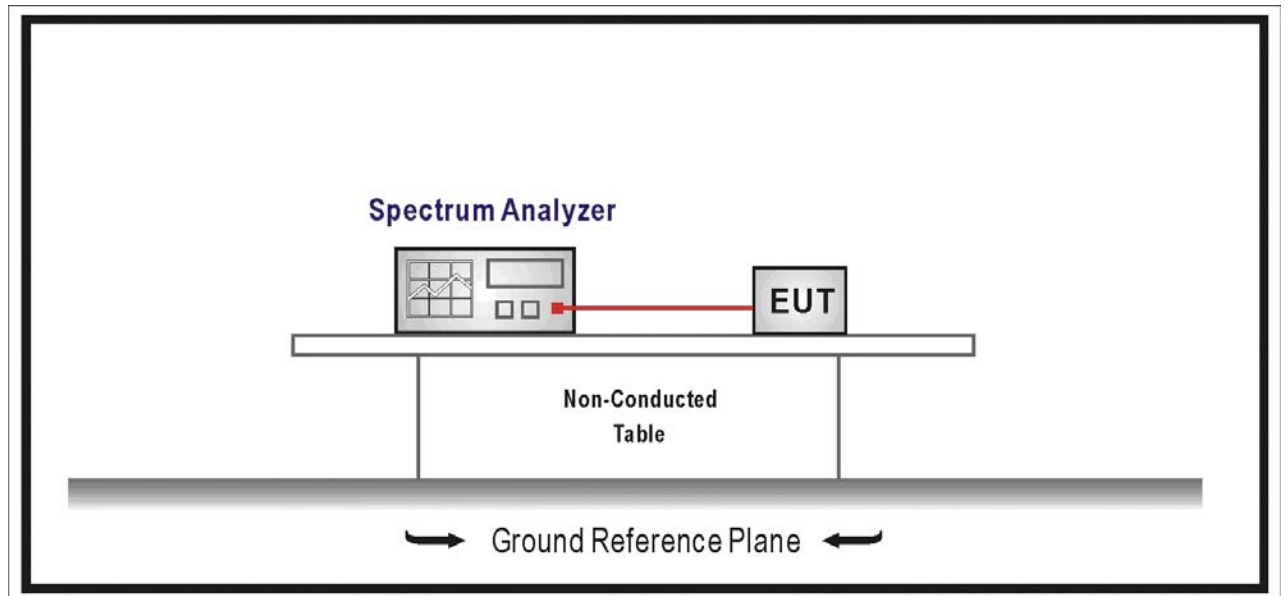 Spectrum Analyzer
EUT
Non-Conducted
Table
Ground Reference Plane